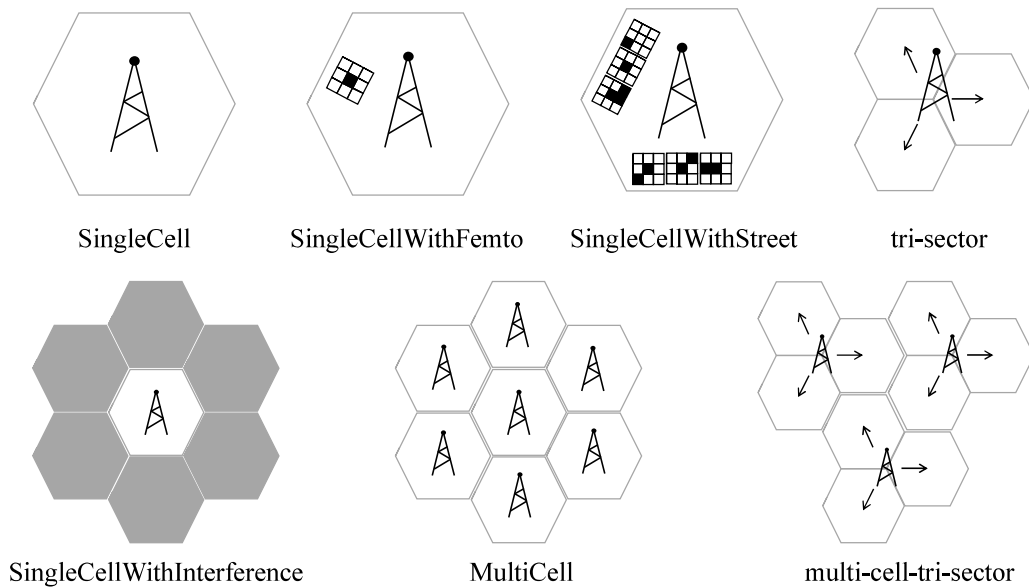 SingleCell
SingleCellWithFemto
SingleCellWithStreet
tri-sector
SingleCellWithInterference
MultiCell
multi-cell-tri-sector